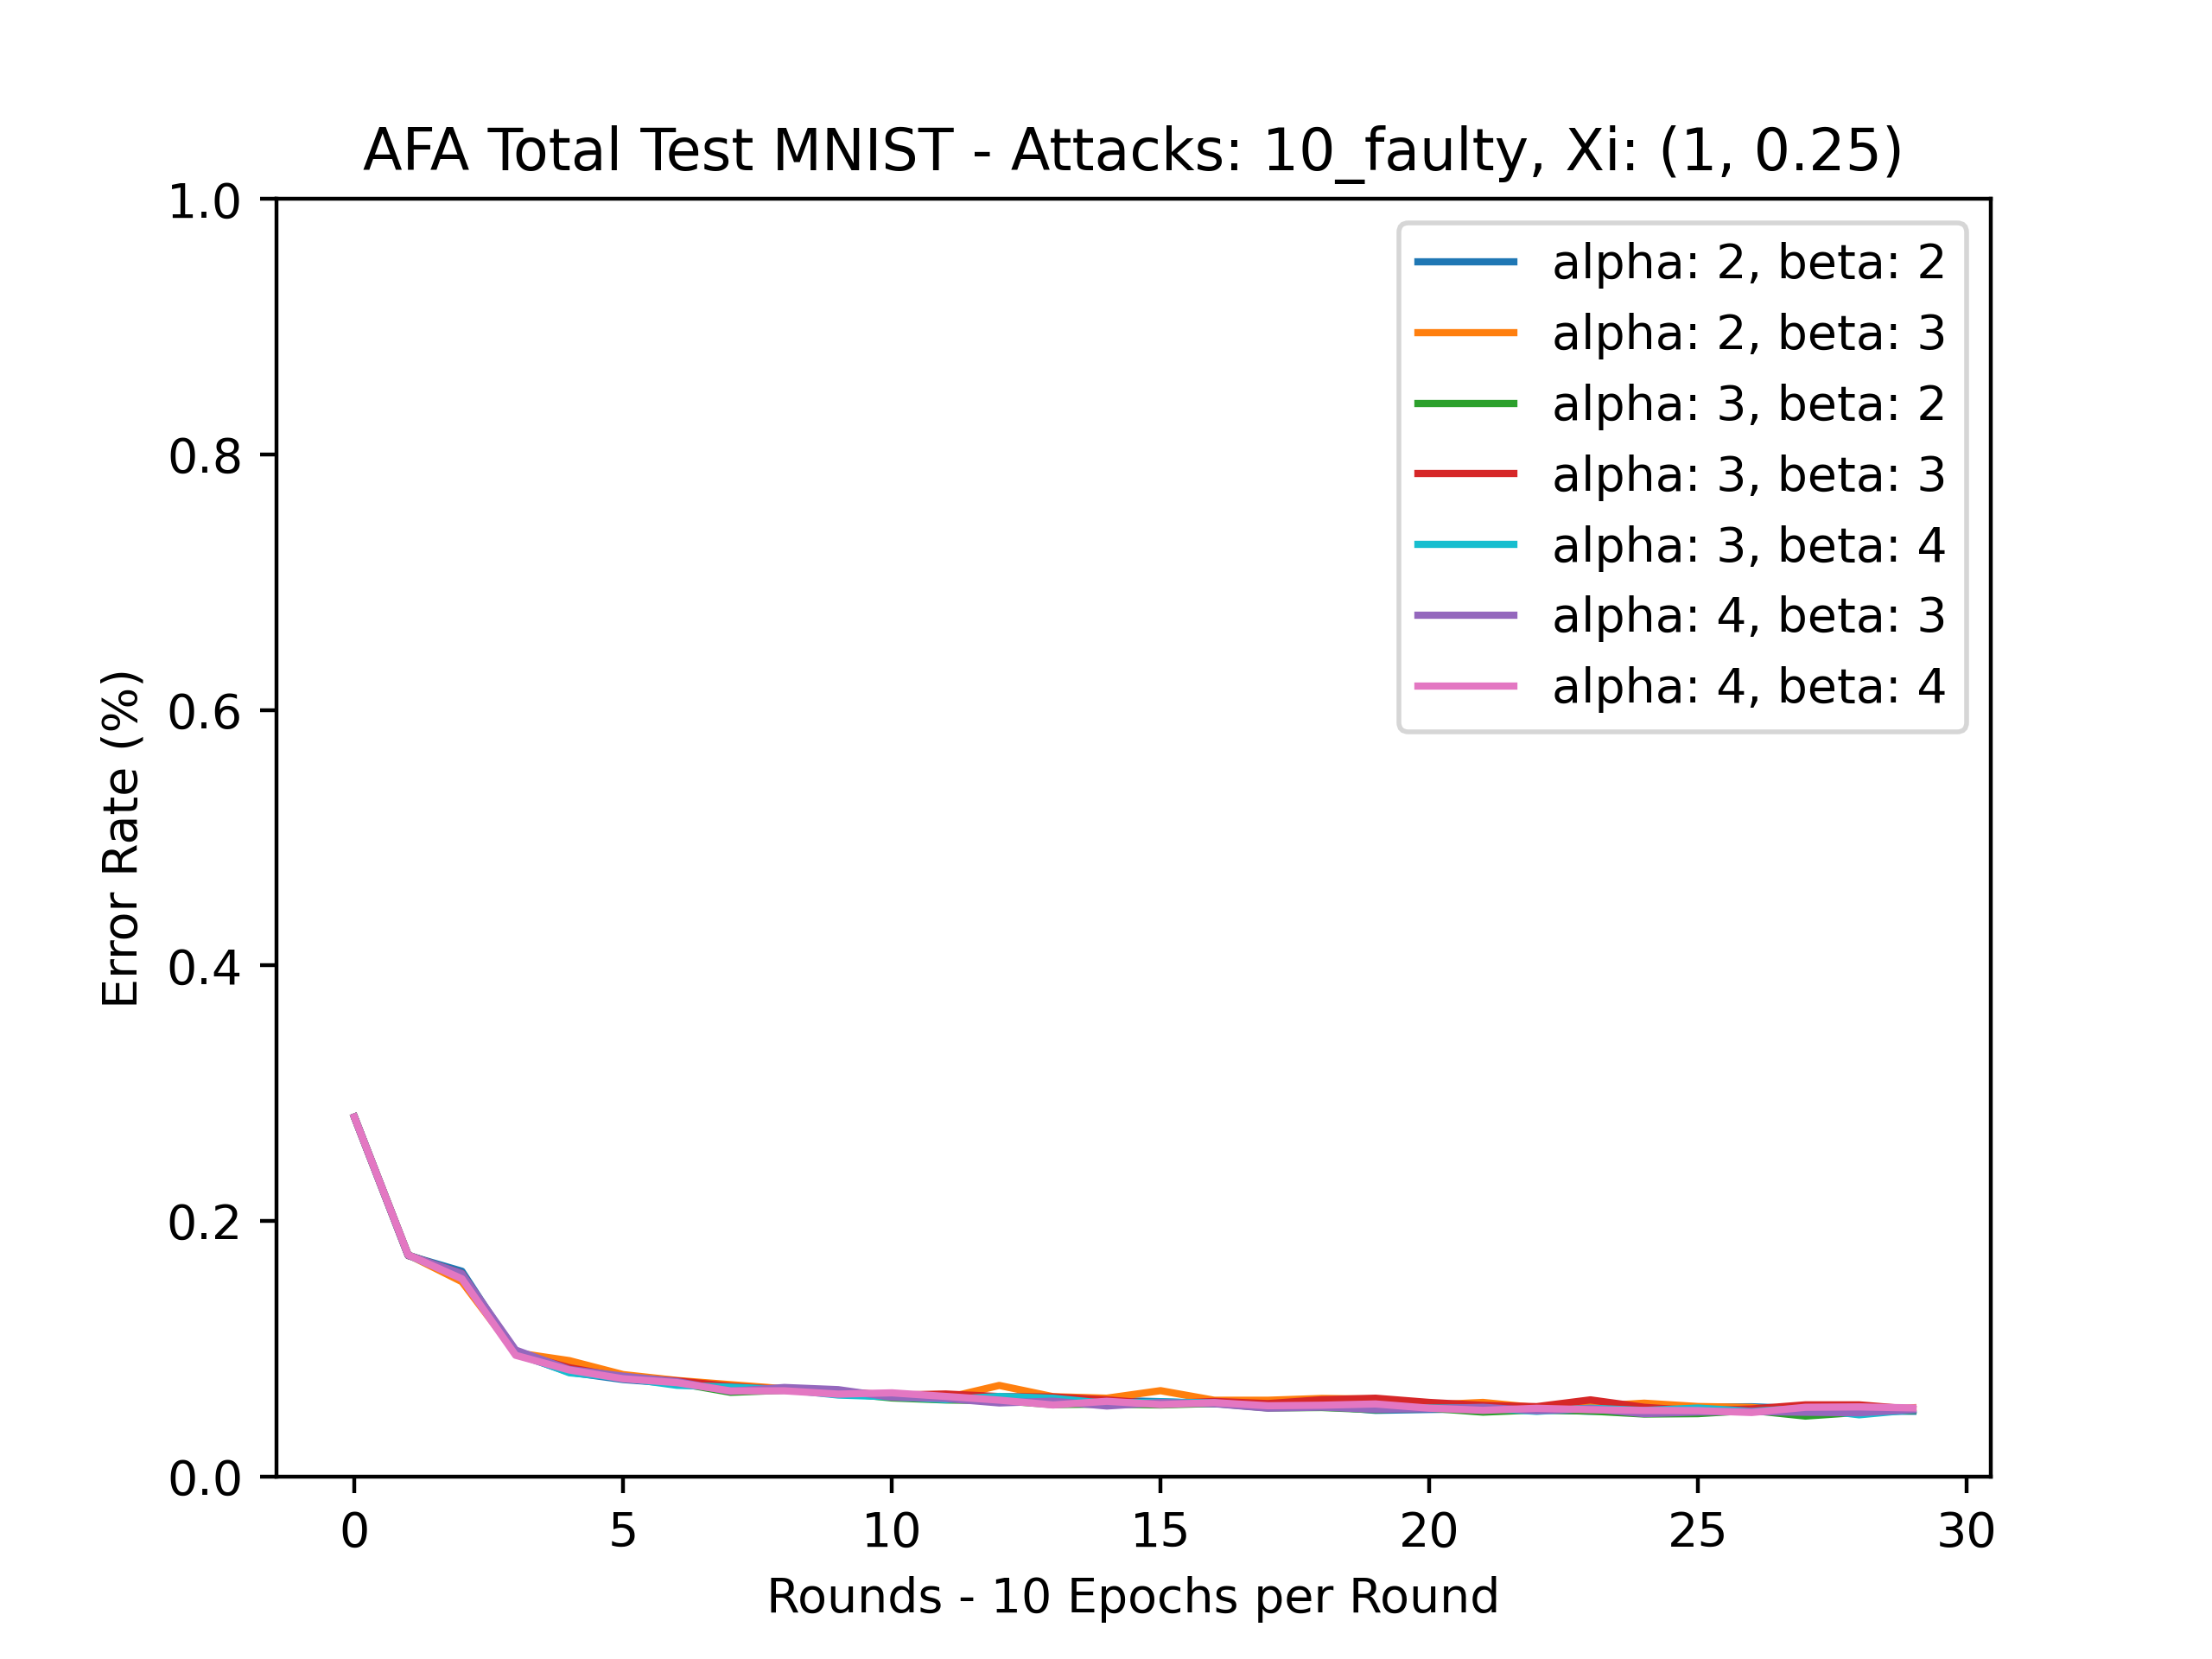 AFA Total Test MNIST - Attacks: 10_faulty, Xi: (1, 0.25)
1.0
0.8
0.6
0.4
0.2
0.0
Error Rate (%)
alpha: 2, beta: 2
alpha: 2, beta: 3
alpha: 3, beta: 2
alpha: 3, beta: 3
alpha: 3, beta: 4
alpha: 4, beta: 3
alpha: 4, beta: 4
0 5 10 15 20 25 30
Rounds - 10 Epochs per Round